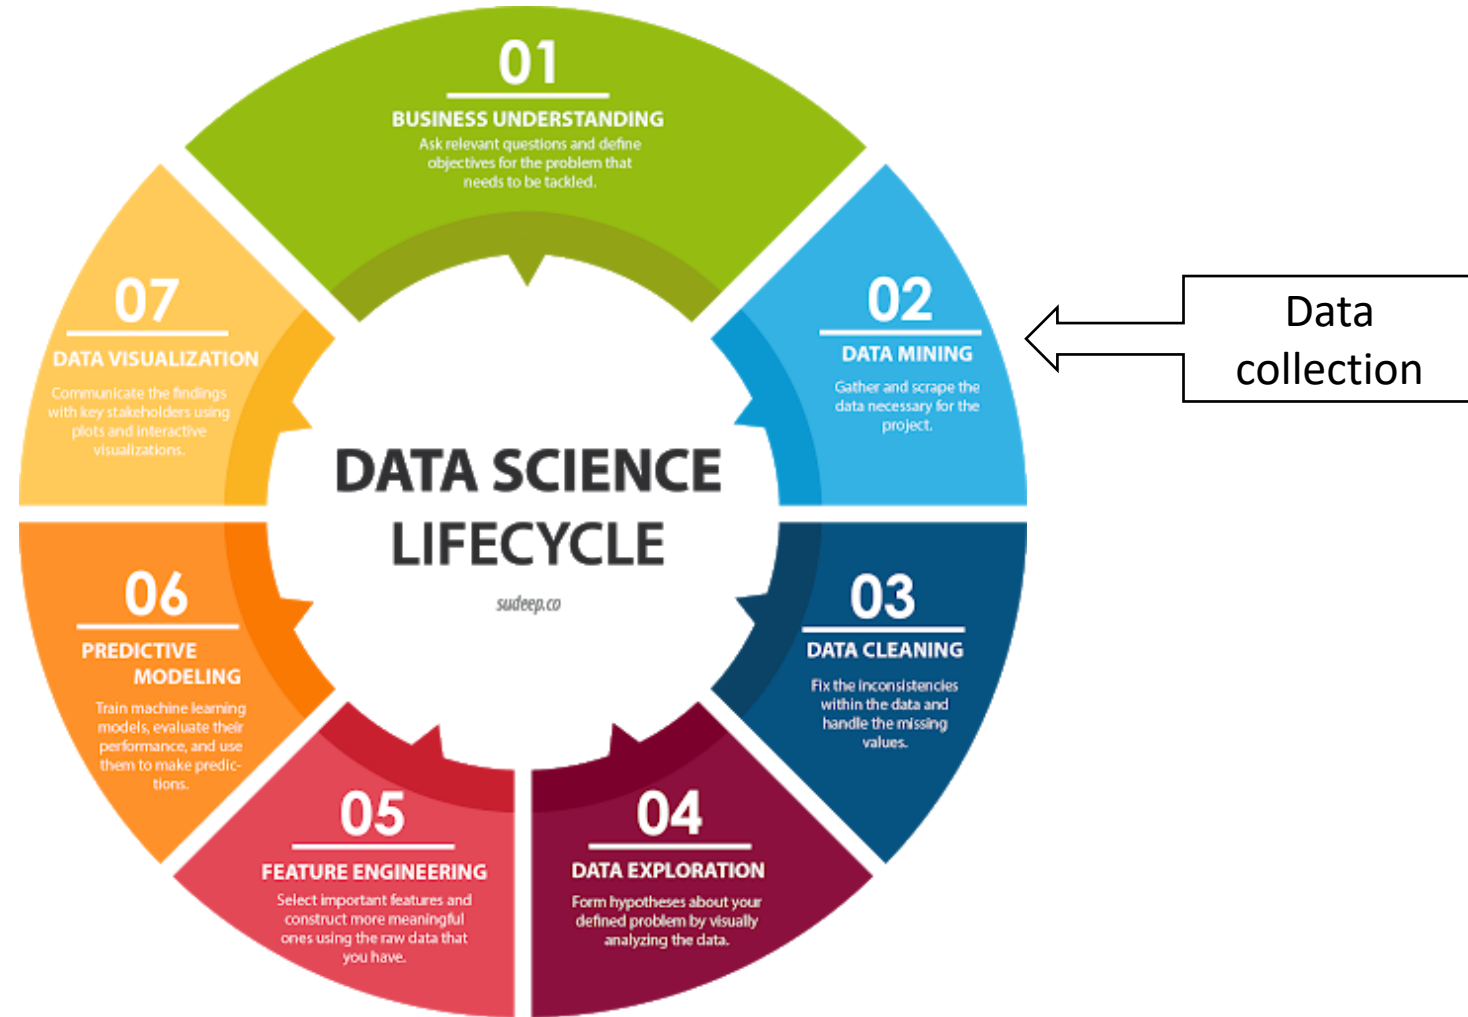 01
BUSINESS UNDERSTANDING
Ask relevant questions and define
objectives for the problem that
needs to be tackled.
02
DATA MINING
Gather and scrape the
data necessary for the
project.
Data
collection
03
DATA CLEANING
Fix the inconsistencies
within the data and
handle the missing
values.
04
DATA EXPLORATION
Form hypotheses about your
defined problem by visually
analyzing the data.
05
FEATURE ENGINEERING
Select important features and
construct more meaningful
ones using the raw data that
you have.
06
PREDICTIVE
MODELING
Train machine learning
models, evaluate their
performance, and use
them to make predic-
tions.
07
DATA VISUALIZATION
Communicate the findings
with key stakeholders using
plots and interactive
visualizations.
DATA SCIENCE
LIFECYCLE
sudeep.co